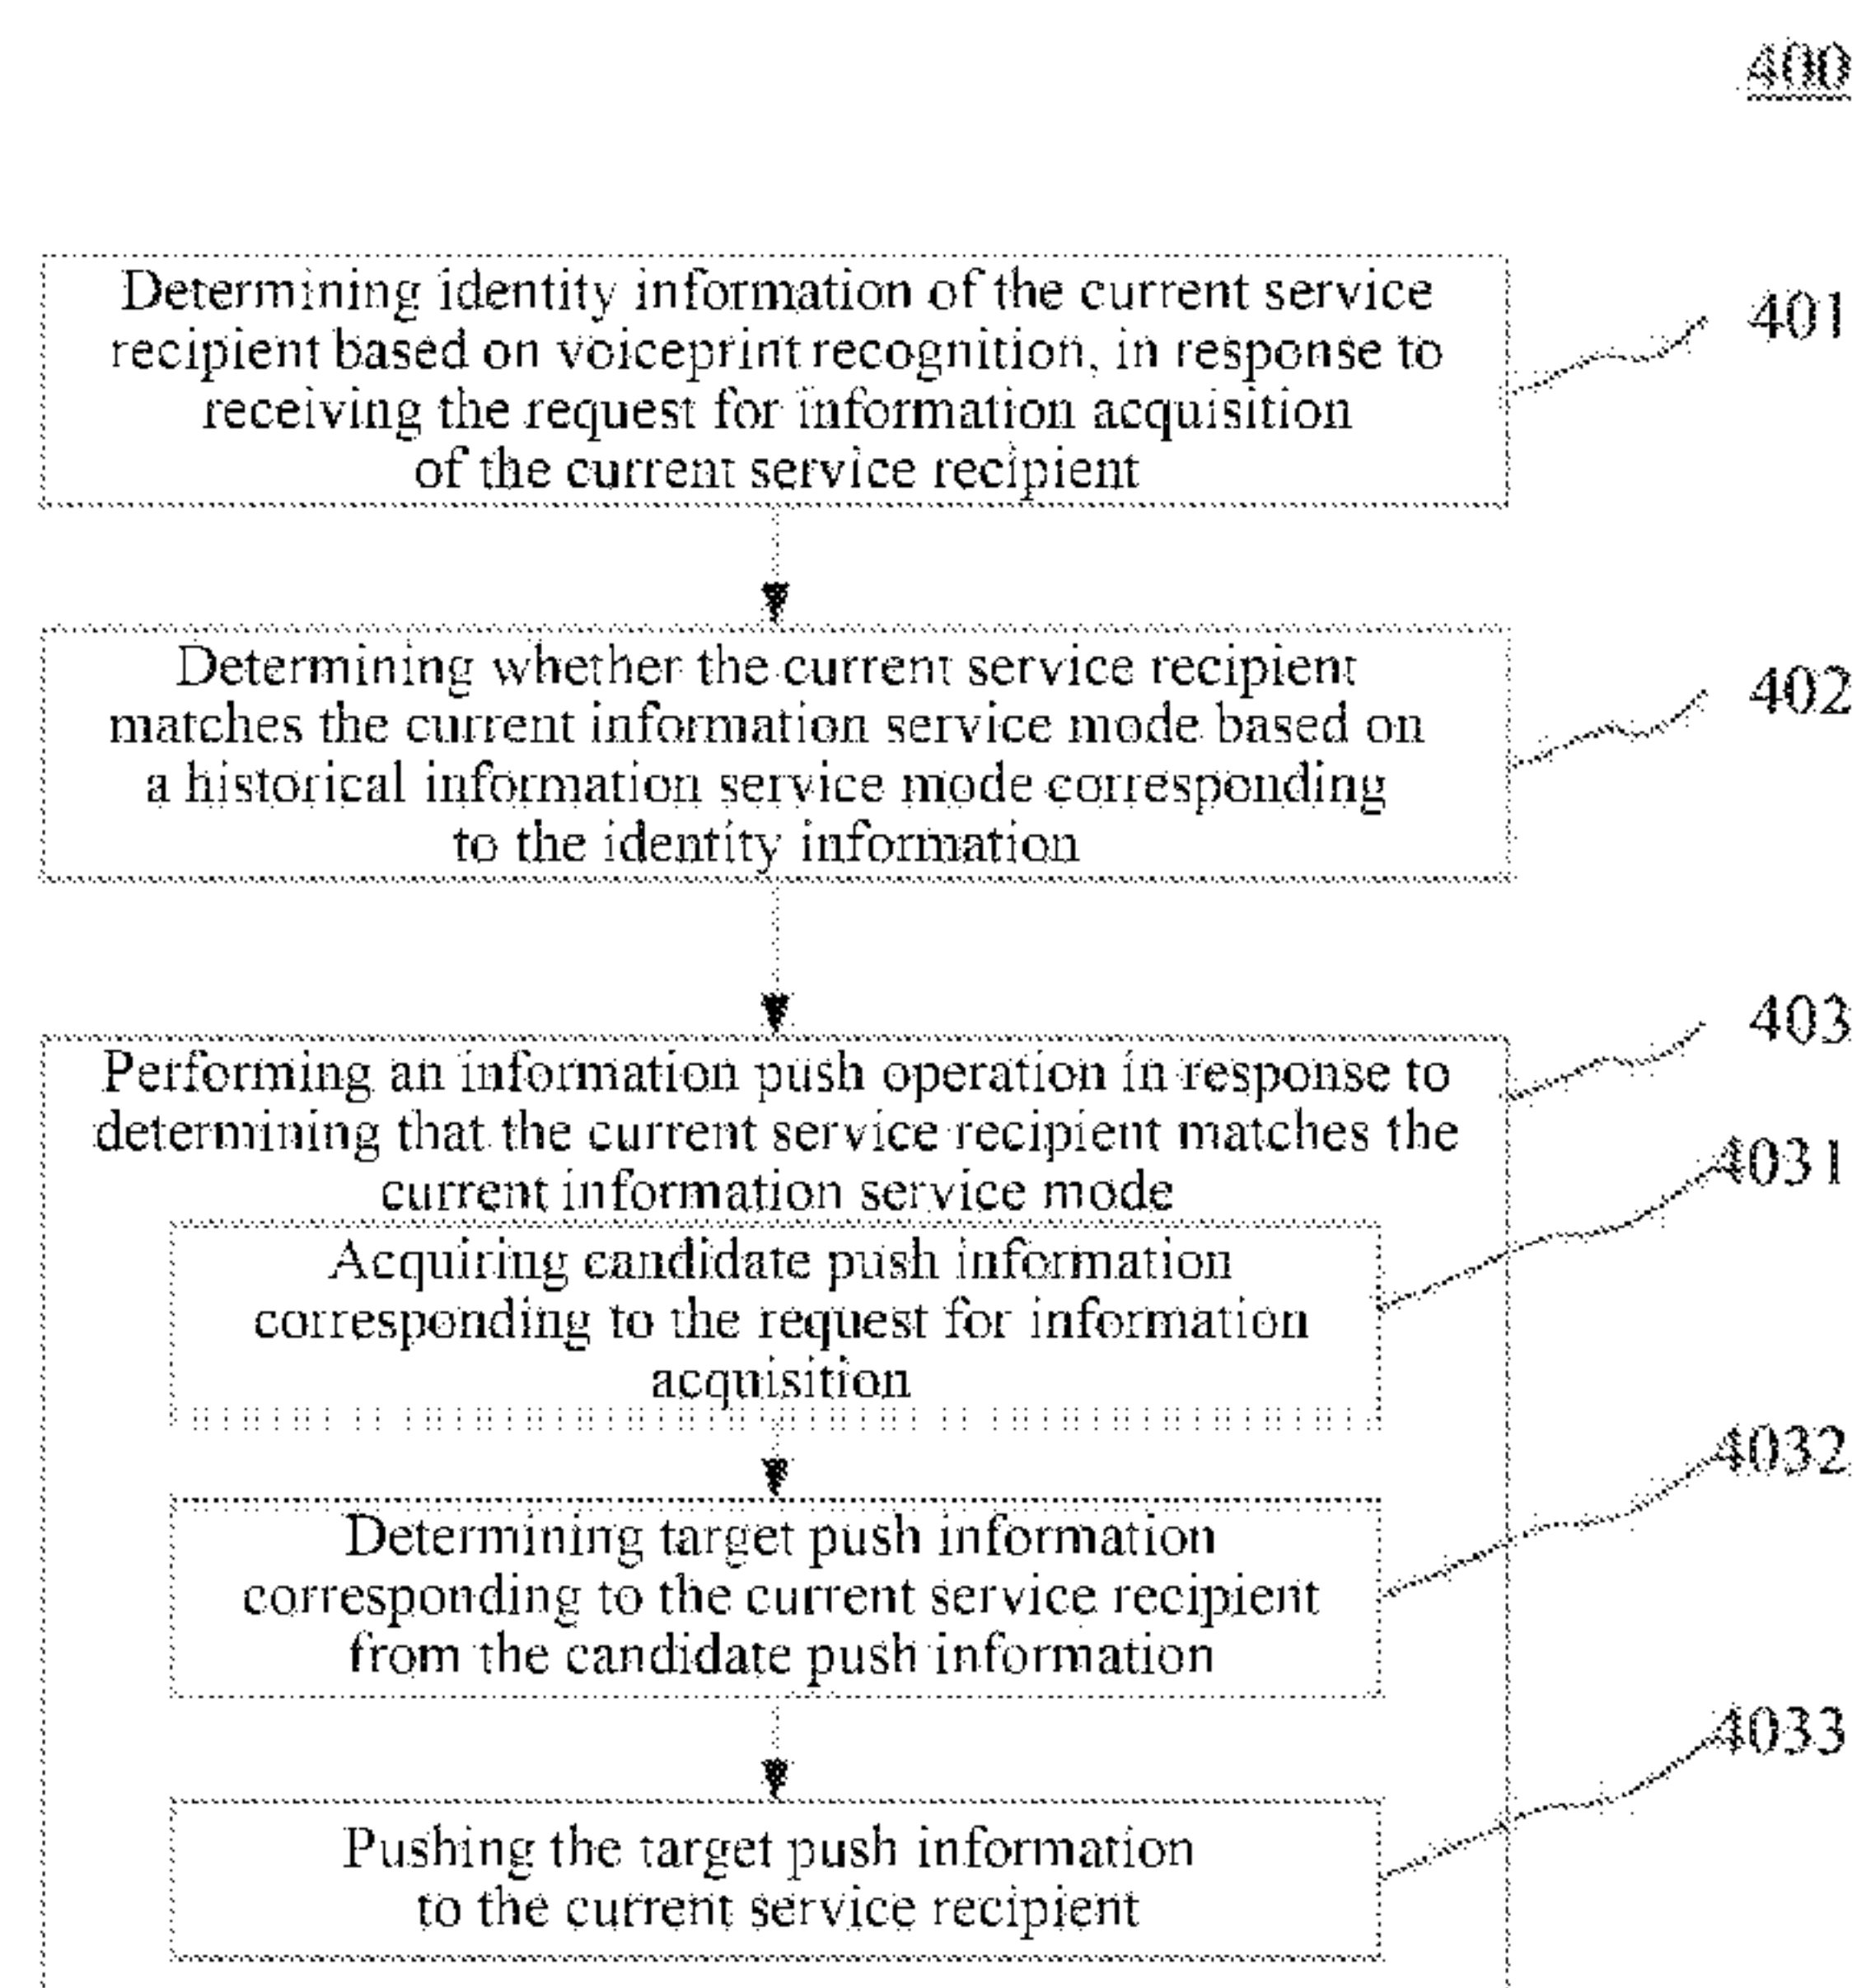 400
Determining identity information of the current service
recipient based on voiceprint recognition, in response to
receiving the request for information acquisition
of the current service recipient
401
Determining whether the current service recipient
matches the current information service mode based on
a historical information service mode corresponding
to the identity information
402
Performing an information push operation in response to
determining that the current service recipient matches the
current information service mode
403
Acquiring candidate push information
corresponding to the request for information
acquisition
4031
Determining target push information
corresponding to the current service recipient
from the candidate push information
4032
Pushing the target push information
to the current service recipient
4033